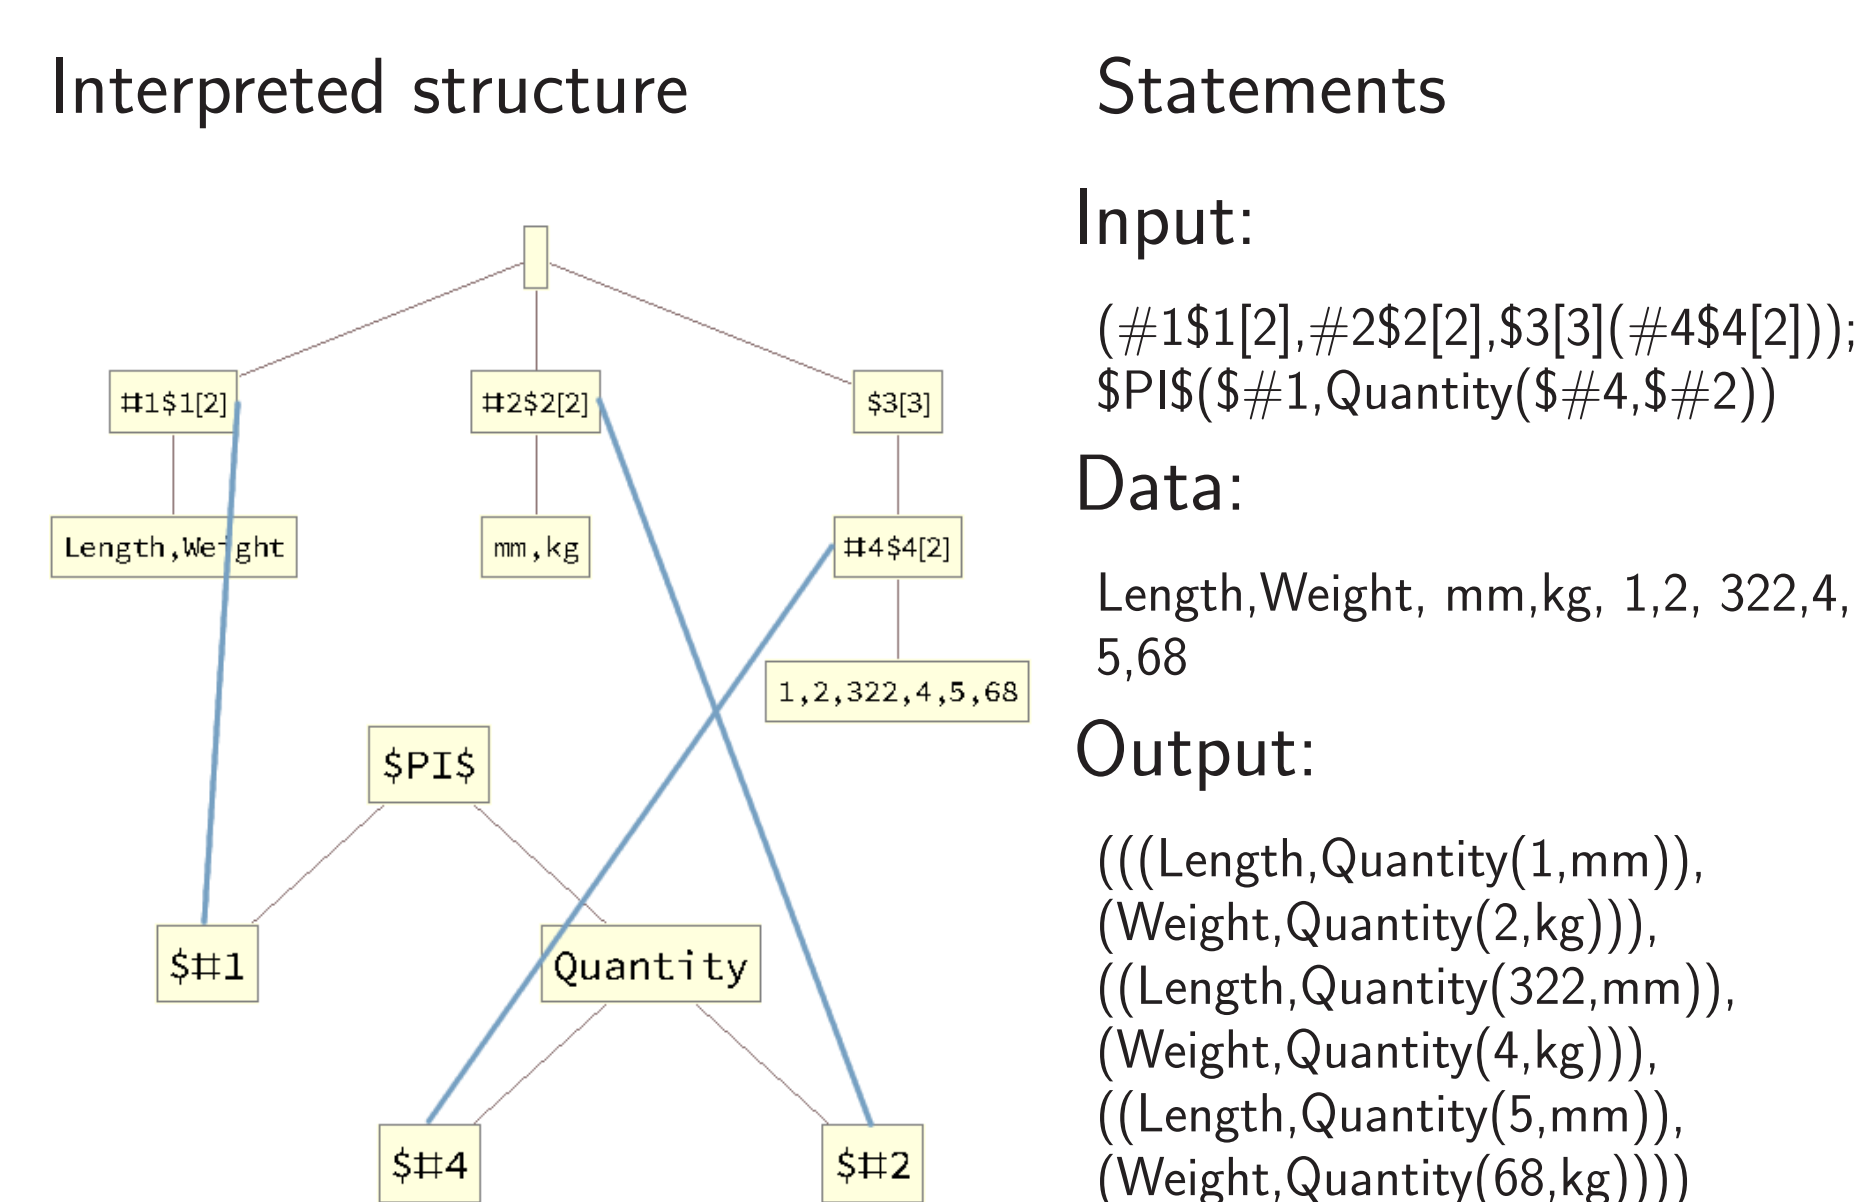 Interpreted structure
#1$1[2]
#2$2[2]
$3[3]
Length,Weight
mm,kg
#4$4[2]
1,2,322,4,5,68
$PI$
$#1
Quantity
$#4
$#2
Statements
Input:
(#1$1[2],#2$2[2],$3[3](#4$4[2]));
$PI$($#1,Quantity($#4,$#2))
Data:
Length,Weight, mm,kg, 1,2, 322,4,
5,68
Output:
(((Length,Quantity(1,mm)),
(Weight,Quantity(2,kg))),
((Length,Quantity(322,mm)),
(Weight,Quantity(4,kg))),
((Length,Quantity(5,mm)),
(Weight,Quantity(68,kg))))